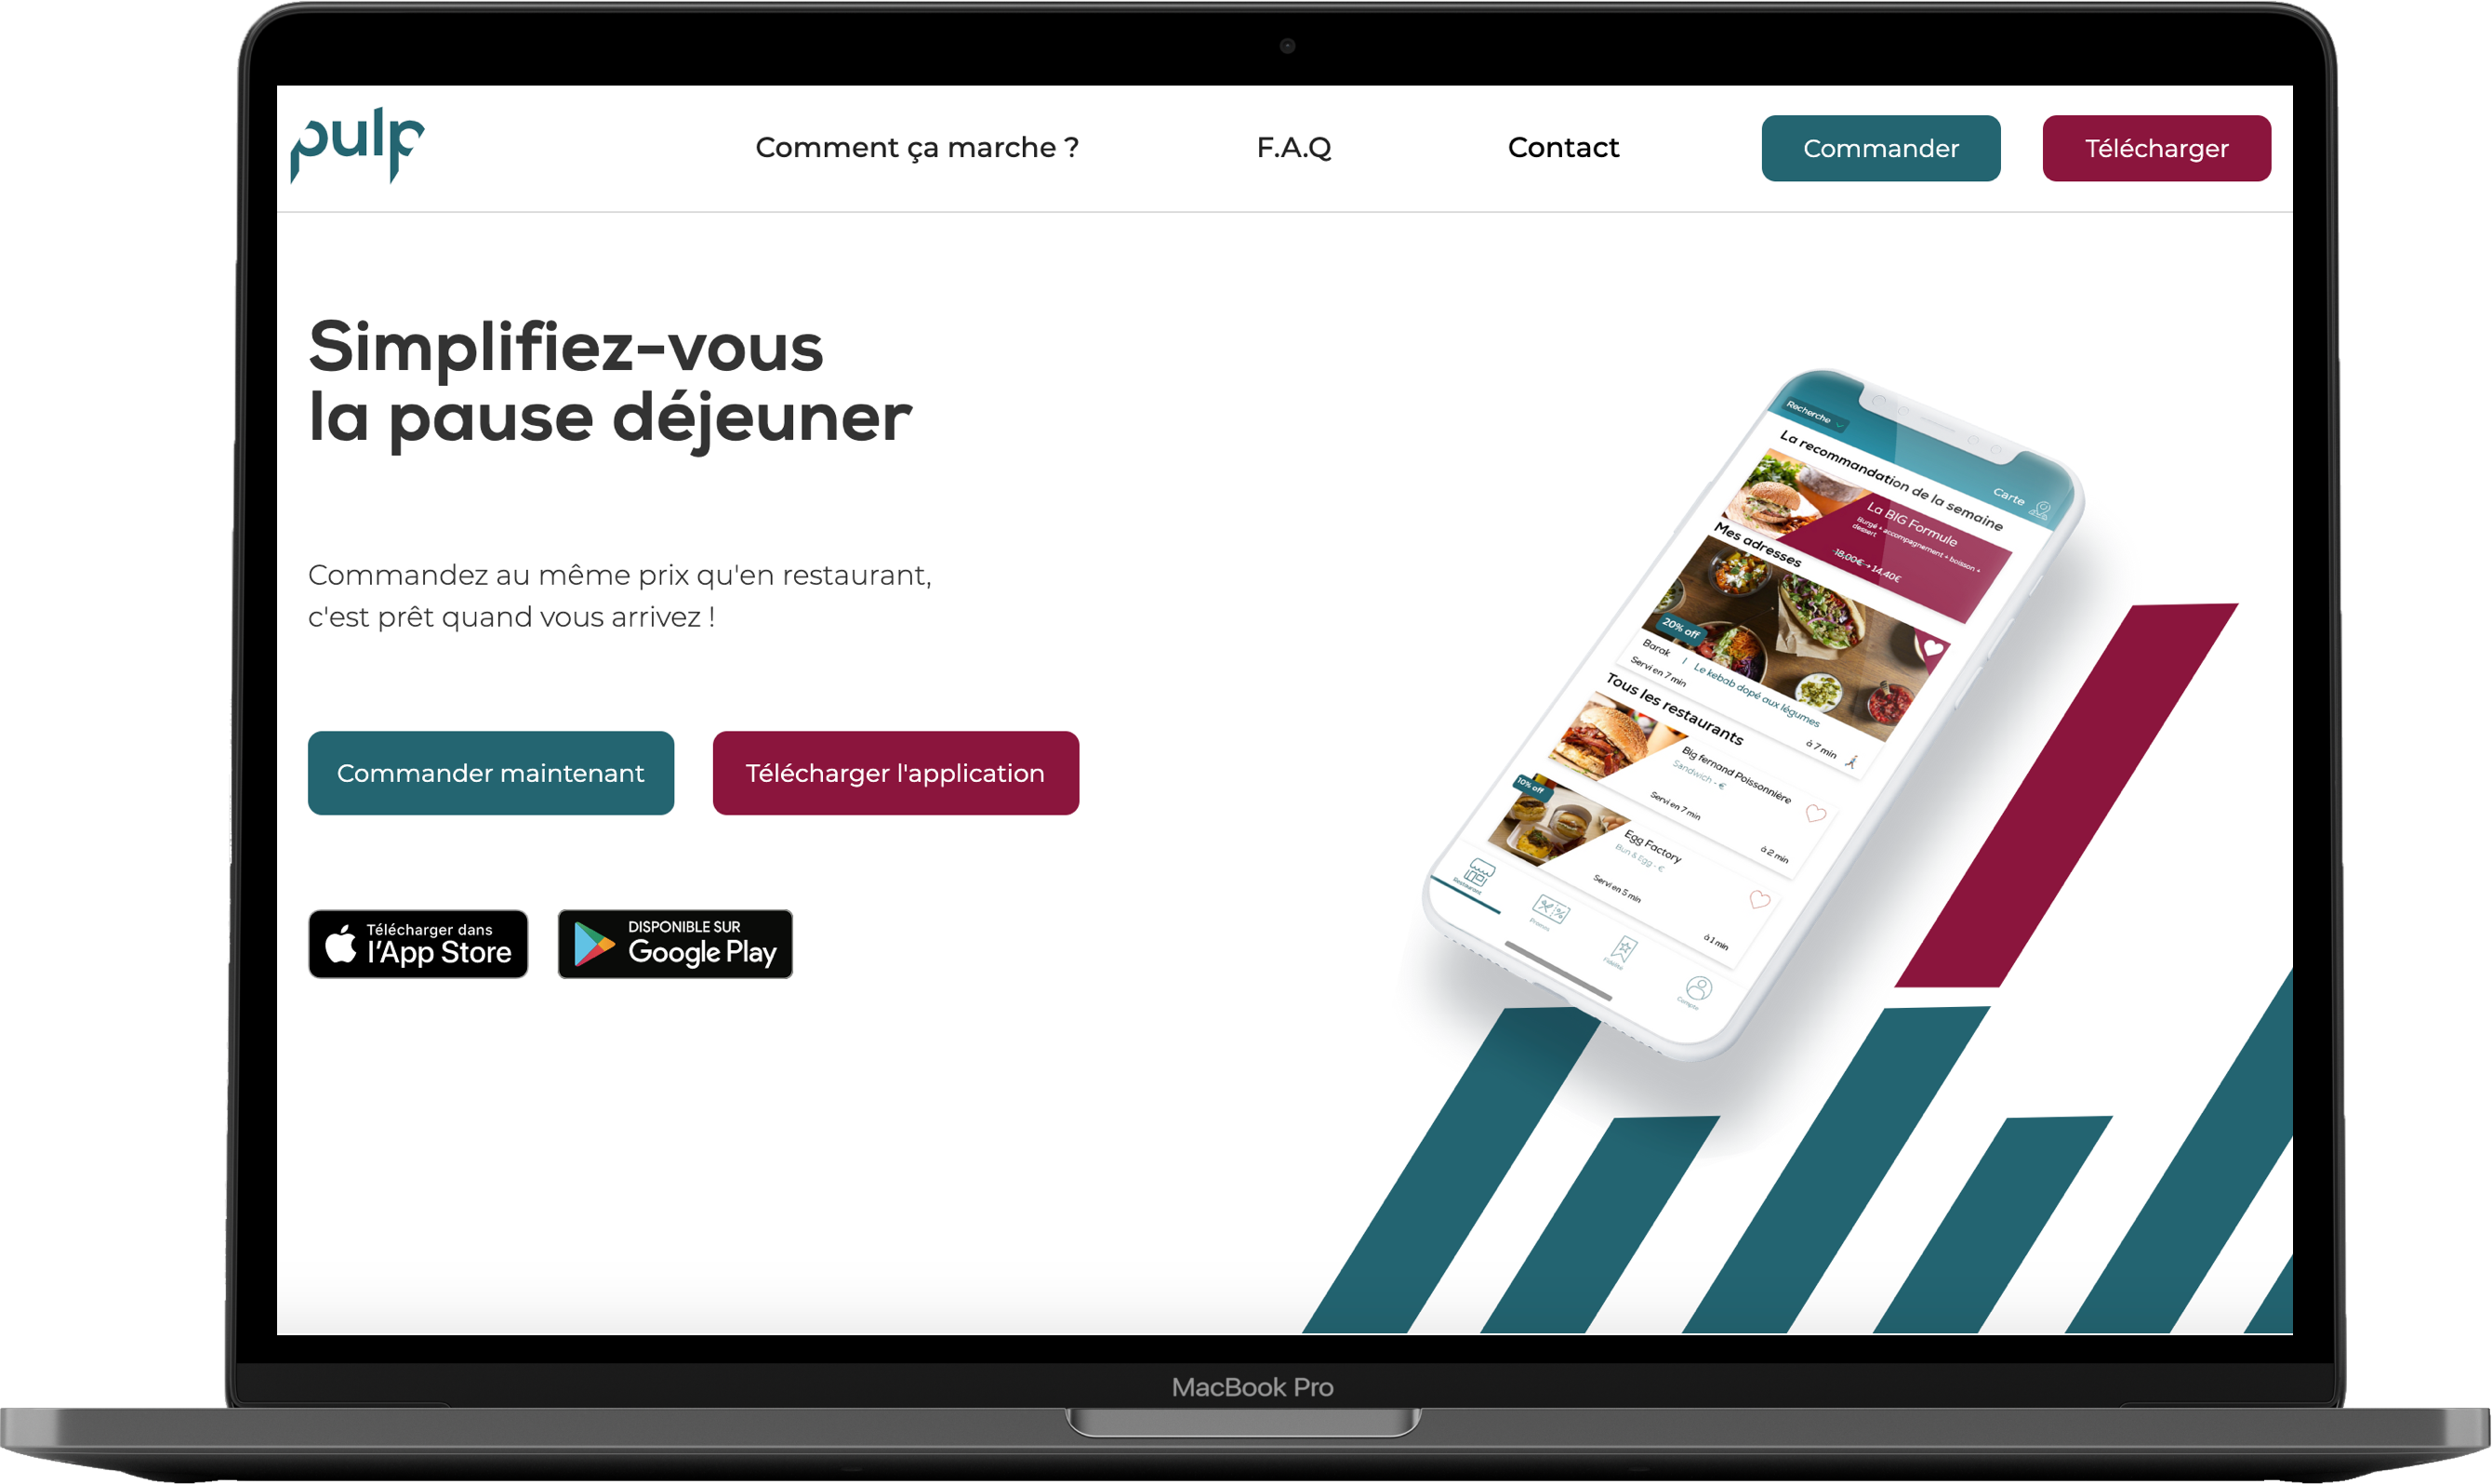 pulp
Comment ça marche ?
F.A.Q
Contact
Commander
Télécharger
Simplifiez-vous
la pause déjeuner
Commandez au même prix qu'en restaurant,
c'est prêt quand vous arrivez !
Commander maintenant
Télécharger l'application
Télécharger dans
l'App Store
DISPONIBLE SUR
Google Play
Recherche
Carte
La recommandation de la semaine
La BIG Formule
Burgé + accompagnement + boisson +
dessert
18,00€ → 14,40€
Mes adresses
20% off
Barak | Le kebab dopé aux légumes
Servi en 7 min
à 7 min
Tous les restaurants
Big fernand Poissonnière
Sandwich - €
Servi en 7 min
à 2 min
10% off
Egg Factory
Bun & Egg - €
Servi en 5 min
à 1 min
Restaurant
Promos
Fidélité
Compte
MacBook Pro